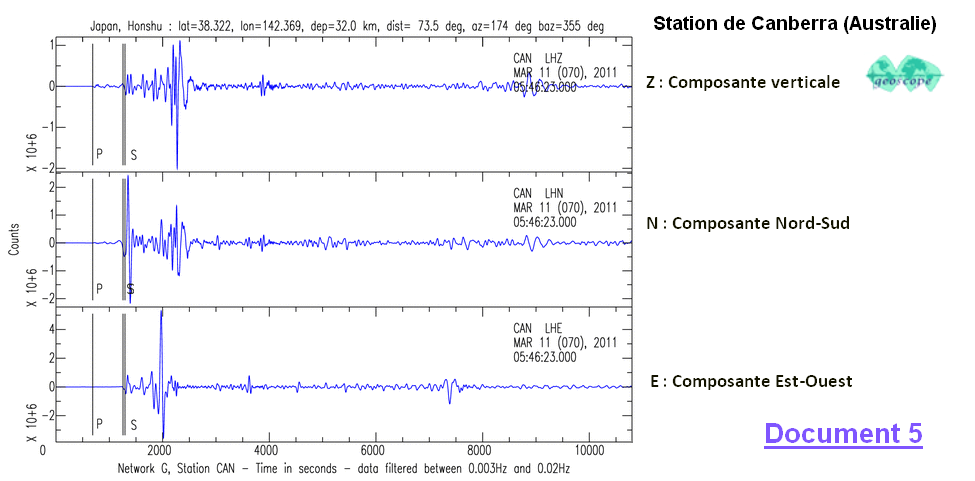 Japan, Honshu : lat=38.322, lon=142.369, dep=32.0 km, dist= 73.5 deg, az=174 deg baz=355 deg
Station de Canberra (Australie)
CAN LHZ
MAR 11 (070), 2011
05:46:23.000
1
0
-1
-2
X 10+6
P
S
Z : Composante verticale
geoscope
CAN LHN
MAR 11 (070), 2011
05:46:23.000
2
1
0
-1
-2
Counts
X 10+6
P
S
S
N : Composante Nord-Sud
CAN LHE
MAR 11 (070), 2011
05:46:23.000
4
2
0
-2
X 10+6
P
S
E : Composante Est-Ouest
Document 5
0 2000 4000 6000 8000 10000
Network G, Station CAN - Time in seconds - data filtered between 0.003Hz and 0.02Hz